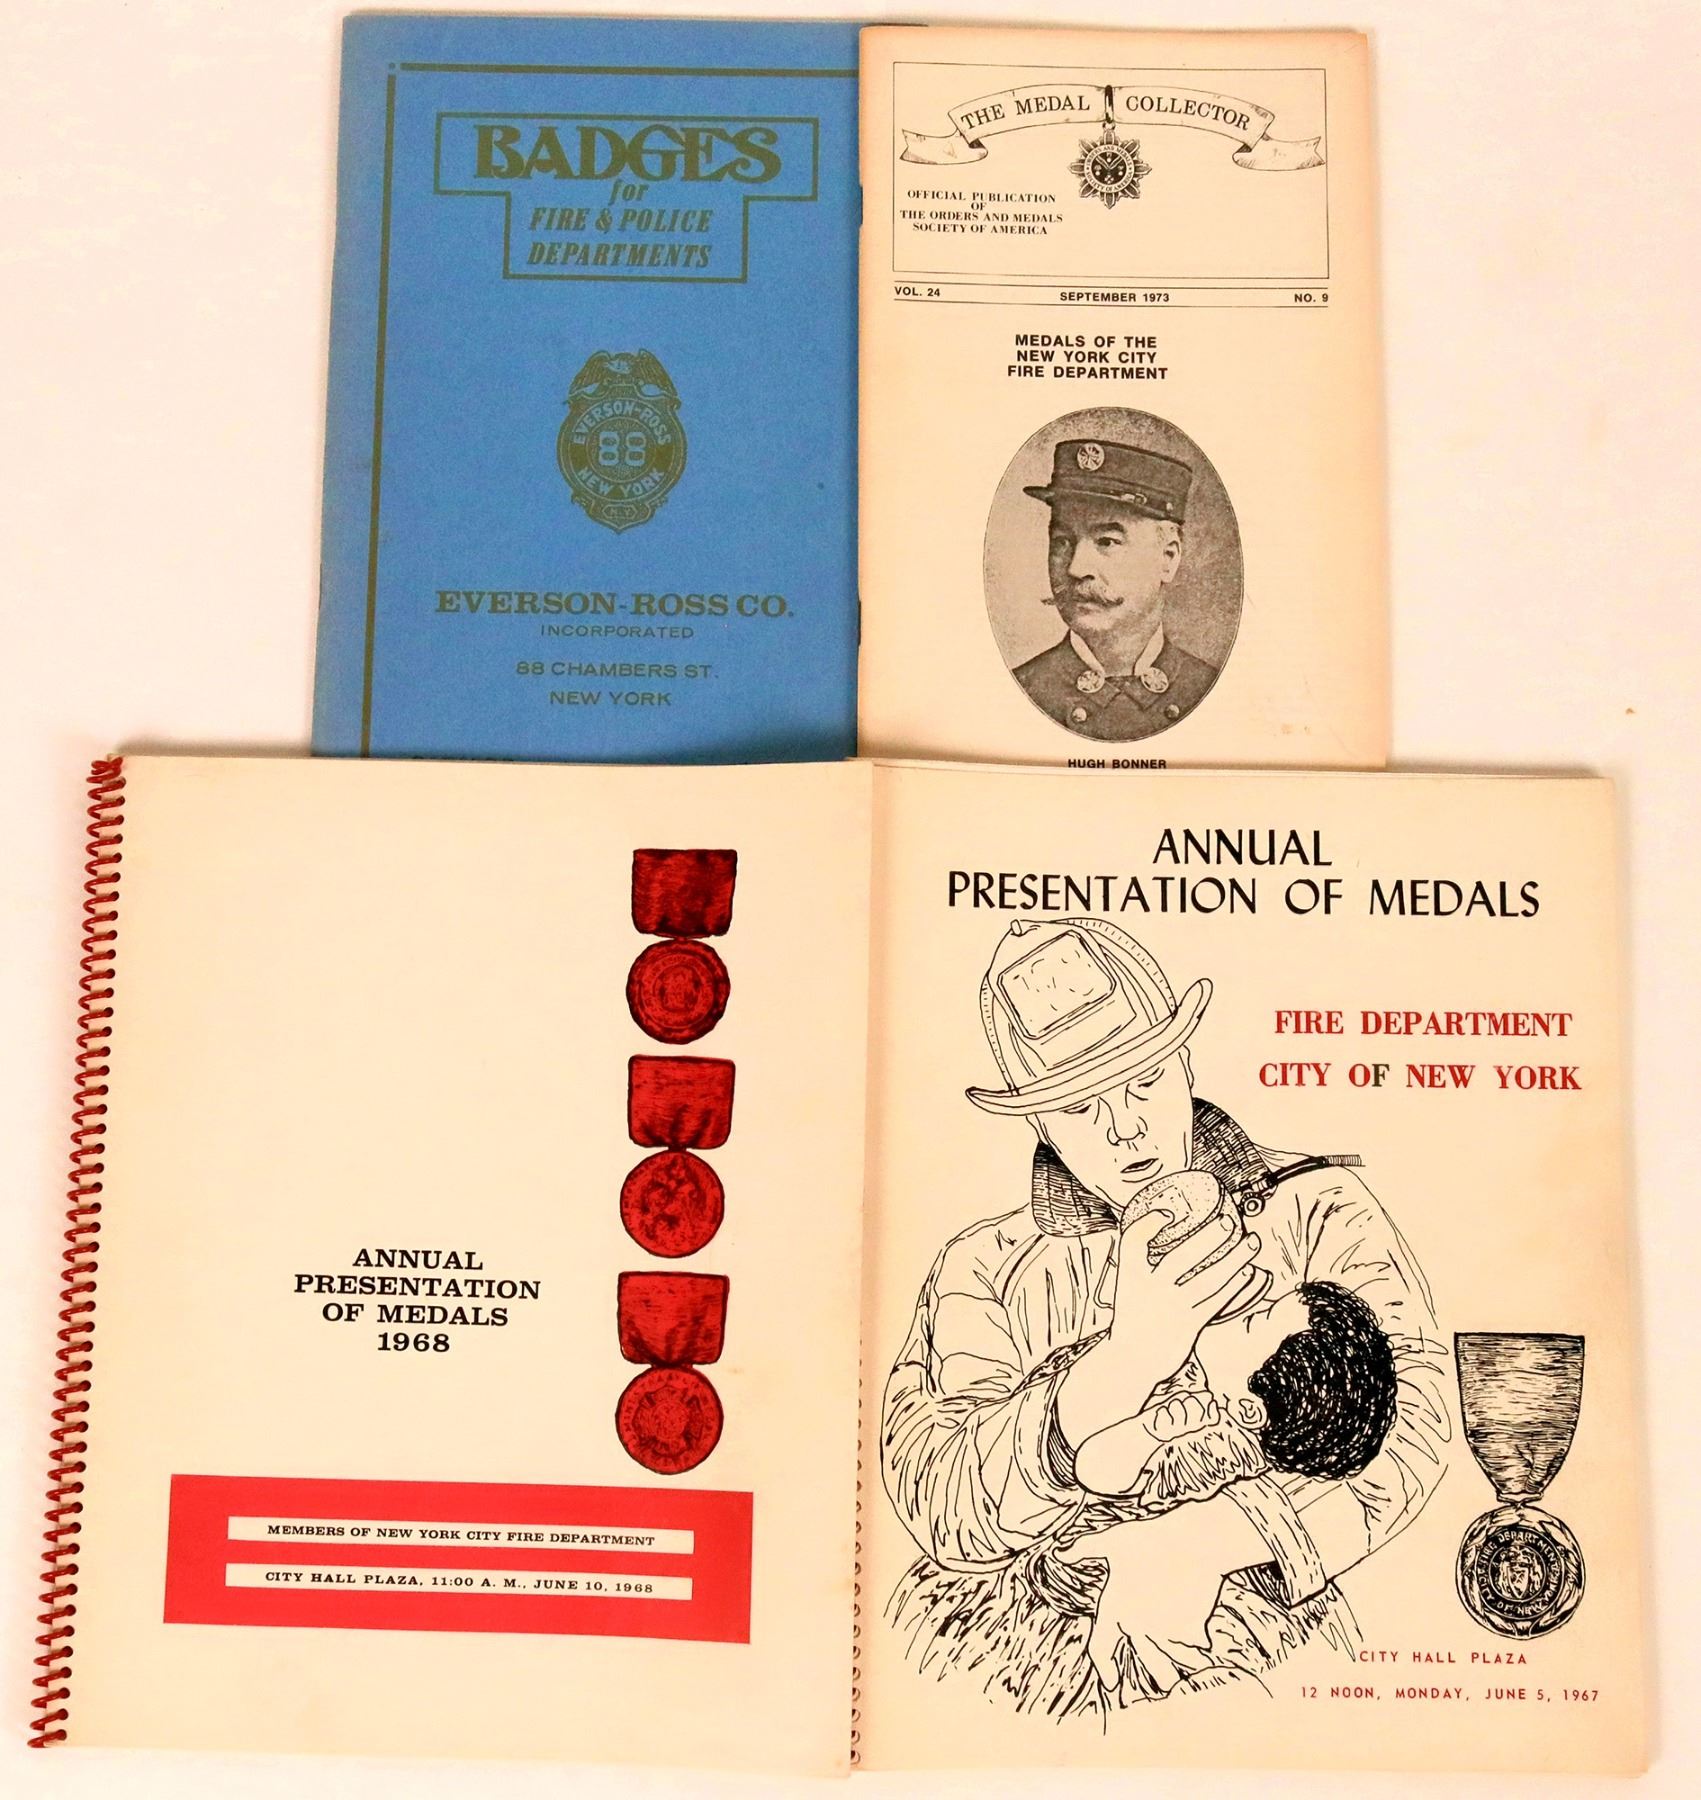 BADGES
for
FIRE & POLICE
DEPARTMENTS
EVERSON-ROSS
88
NEW YORK
N.Y.
EVERSON-ROSS CO.
INCORPORATED
88 CHAMBERS ST.
NEW YORK
THE MEDAL COLLECTOR
OFFICIAL PUBLICATION
OF
THE ORDERS AND MEDALS
SOCIETY OF AMERICA
VOL. 24 SEPTEMBER 1973 NO. 9
MEDALS OF THE
NEW YORK CITY
FIRE DEPARTMENT
HUGH BONNER
ANNUAL
PRESENTATION
OF MEDALS
1968
MEMBERS OF NEW YORK CITY FIRE DEPARTMENT
CITY HALL PLAZA, 11:00 A. M., JUNE 10, 1968
ANNUAL
PRESENTATION OF MEDALS
FIRE DEPARTMENT
CITY OF NEW YORK
FIRE DEPARTMENT
OF NEW
CITY HALL PLAZA
12 NOON, MONDAY, JUNE 5, 1967